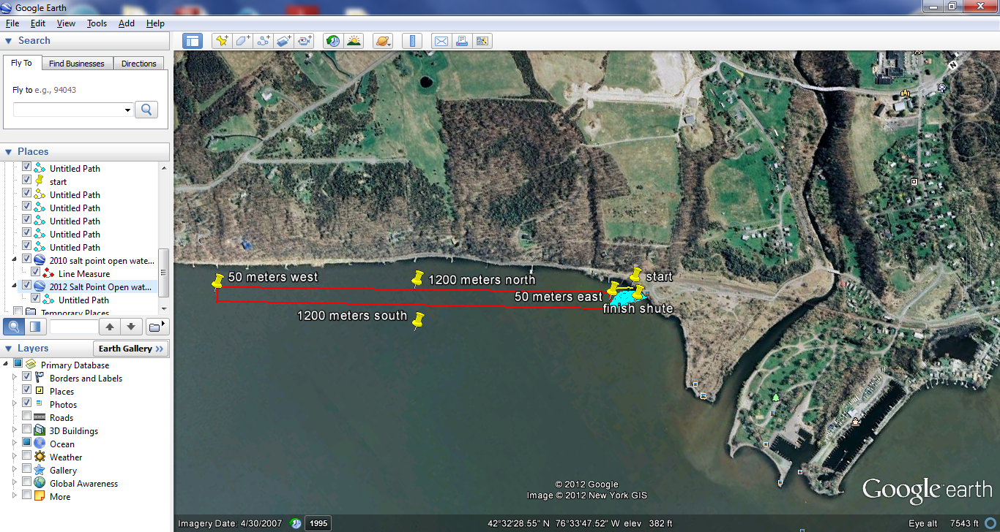 Google Earth
File Edit View Tools Add Help
Search
Fly To Find Businesses Directions
Fly to e.g., 94043
Places
Untitled Path
start
Untitled Path
Untitled Path
Untitled Path
Untitled Path
Untitled Path
2010 salt point open wate...
Line Measure
2012 Salt Point Open wat...
Untitled Path
Temporary Places
Layers
Earth Gallery »
Primary Database
Borders and Labels
Places
Photos
Roads
3D Buildings
Ocean
Weather
Gallery
Global Awareness
More
N
50 meters west
1200 meters north
start
50 meters east
finish shute
1200 meters south
© 2012 Google
Image © 2012 New York GIS
Google earth
Imagery Date: 4/30/2007 1995 42°32'28.55" N 76°33'47.52" W elev 382 ft Eye alt 7543 ft